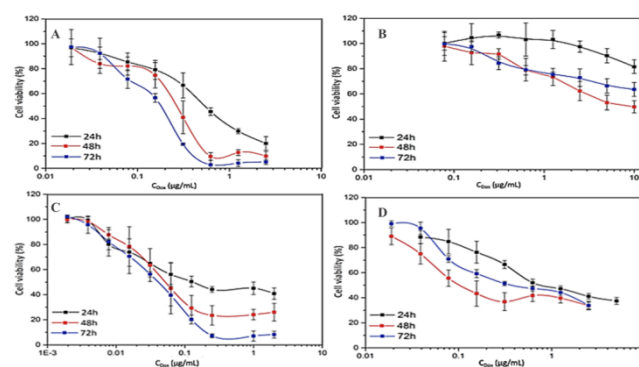 A
120
100
80
60
40
20
0
Cell viability (%)
24h
48h
72h
0.01
0.1
1
10
C_Dox (μg/mL)
B
120
100
80
60
40
20
0
Cell viability (%)
24h
48h
72h
0.01
0.1
1
10
C_Dox (μg/mL)
C
120
100
80
60
40
20
0
Cell viability (%)
24h
48h
72h
1E-3
0.01
0.1
1
10
C_Dox (μg/mL)
D
120
100
80
60
40
20
0
Cell viability (%)
24h
48h
72h
0.01
0.1
1
10
C_Dox (μg/mL)